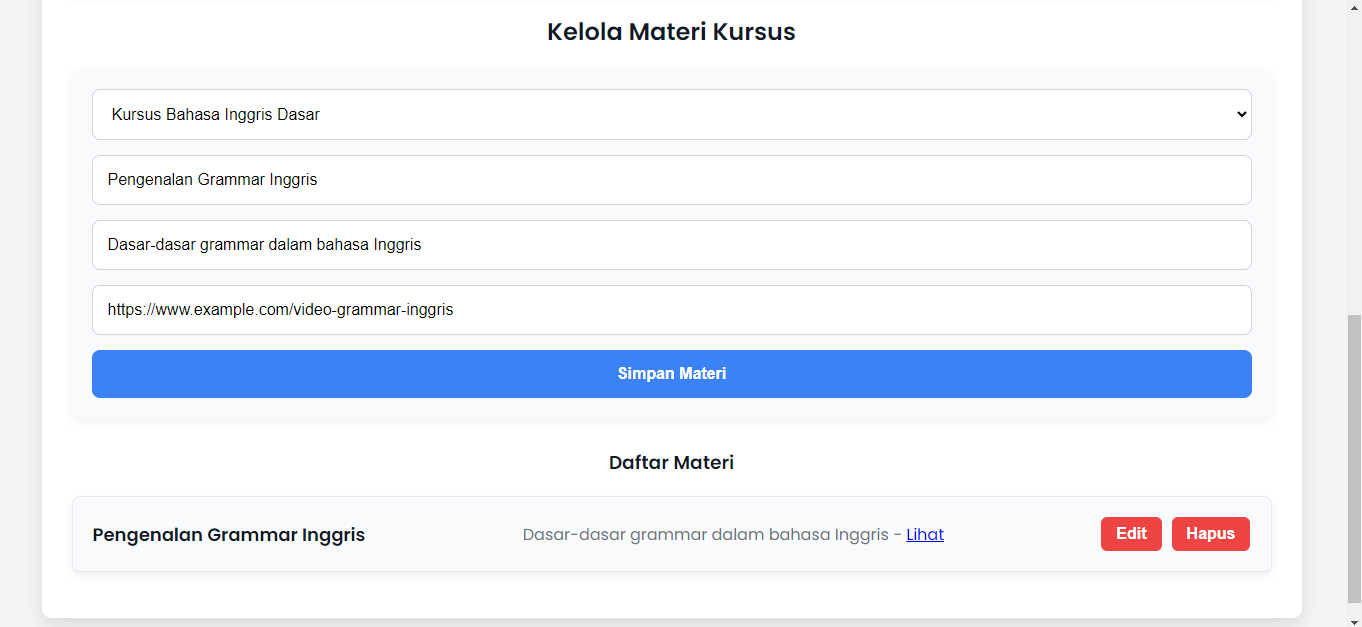 Kelola Materi Kursus
Kursus Bahasa Inggris Dasar
Pengenalan Grammar Inggris
Dasar-dasar grammar dalam bahasa Inggris
https://www.example.com/video-grammar-inggris
Simpan Materi
Daftar Materi
Pengenalan Grammar Inggris Dasar-dasar grammar dalam bahasa Inggris - Lihat Edit Hapus